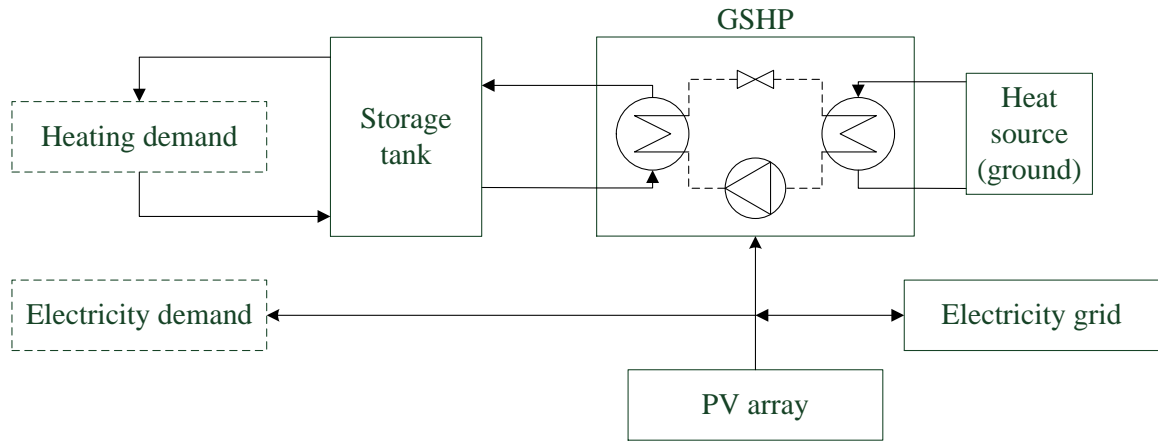 GSHP
Heating demand
Storage
tank
Heat
source
(ground)
Electricity demand
Electricity grid
PV array